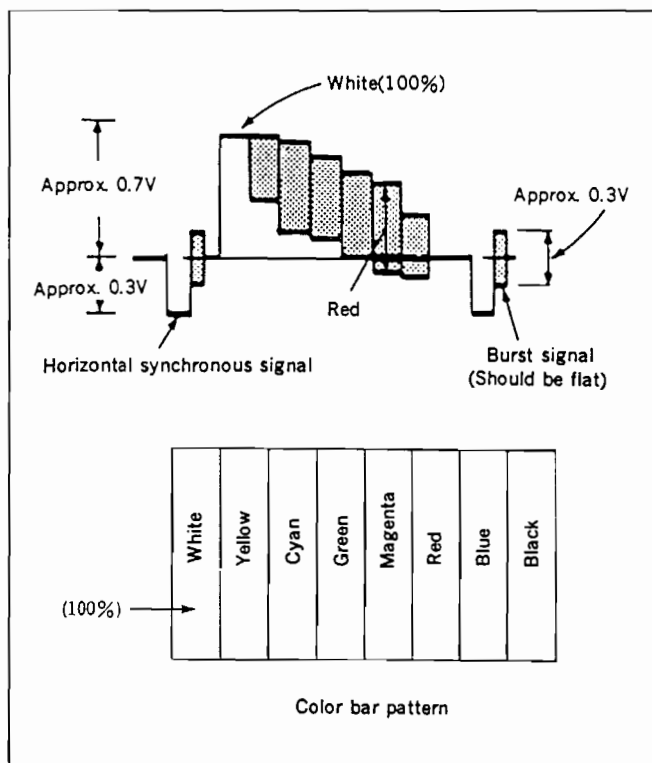 White(100%)
Approx. 0.7V
Approx. 0.3V
Approx. 0.3V
Red
Horizontal synchronous signal
Burst signal
(Should be flat)
White
Yellow
Cyan
Green
Magenta
Red
Blue
Black
(100%)
Color bar pattern